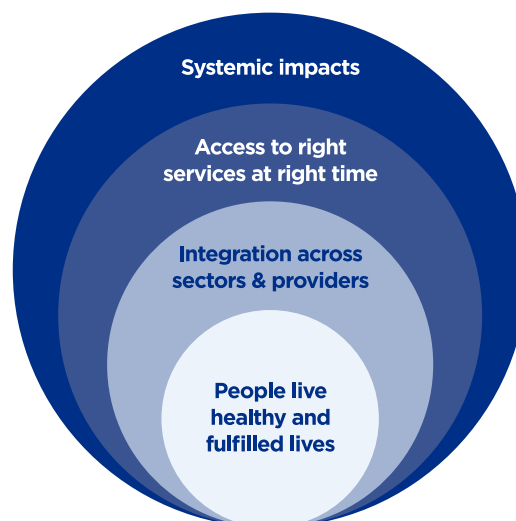 Systemic impacts
Access to right
services at right time
Integration across
sectors & providers
People live
healthy and
fulfilled lives